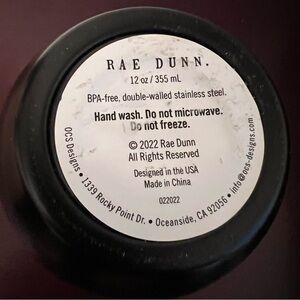 RAE DUNN.
12 oz / 355 mL
BPA-free, double-walled stainless steel.
Hand wash. Do not microwave.
Do not freeze.
© 2022 Rae Dunn
All Rights Reserved
Designed in the USA
Made in China
022022
OCS Designs • 1339 Rocky Point Dr. • Oceanside, CA 92056 • info@ocs-designs.com